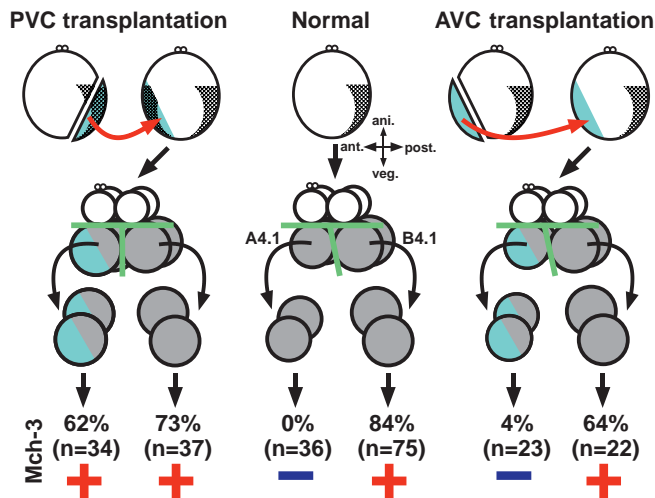 PVC transplantation
Normal
AVC transplantation
ani.
ant.
post.
veg.
A4.1
B4.1
Mch-3
62% 73% 0% 84% 4% 64%
(n=34) (n=37) (n=36) (n=75) (n=23) (n=22)
+ + − + − +